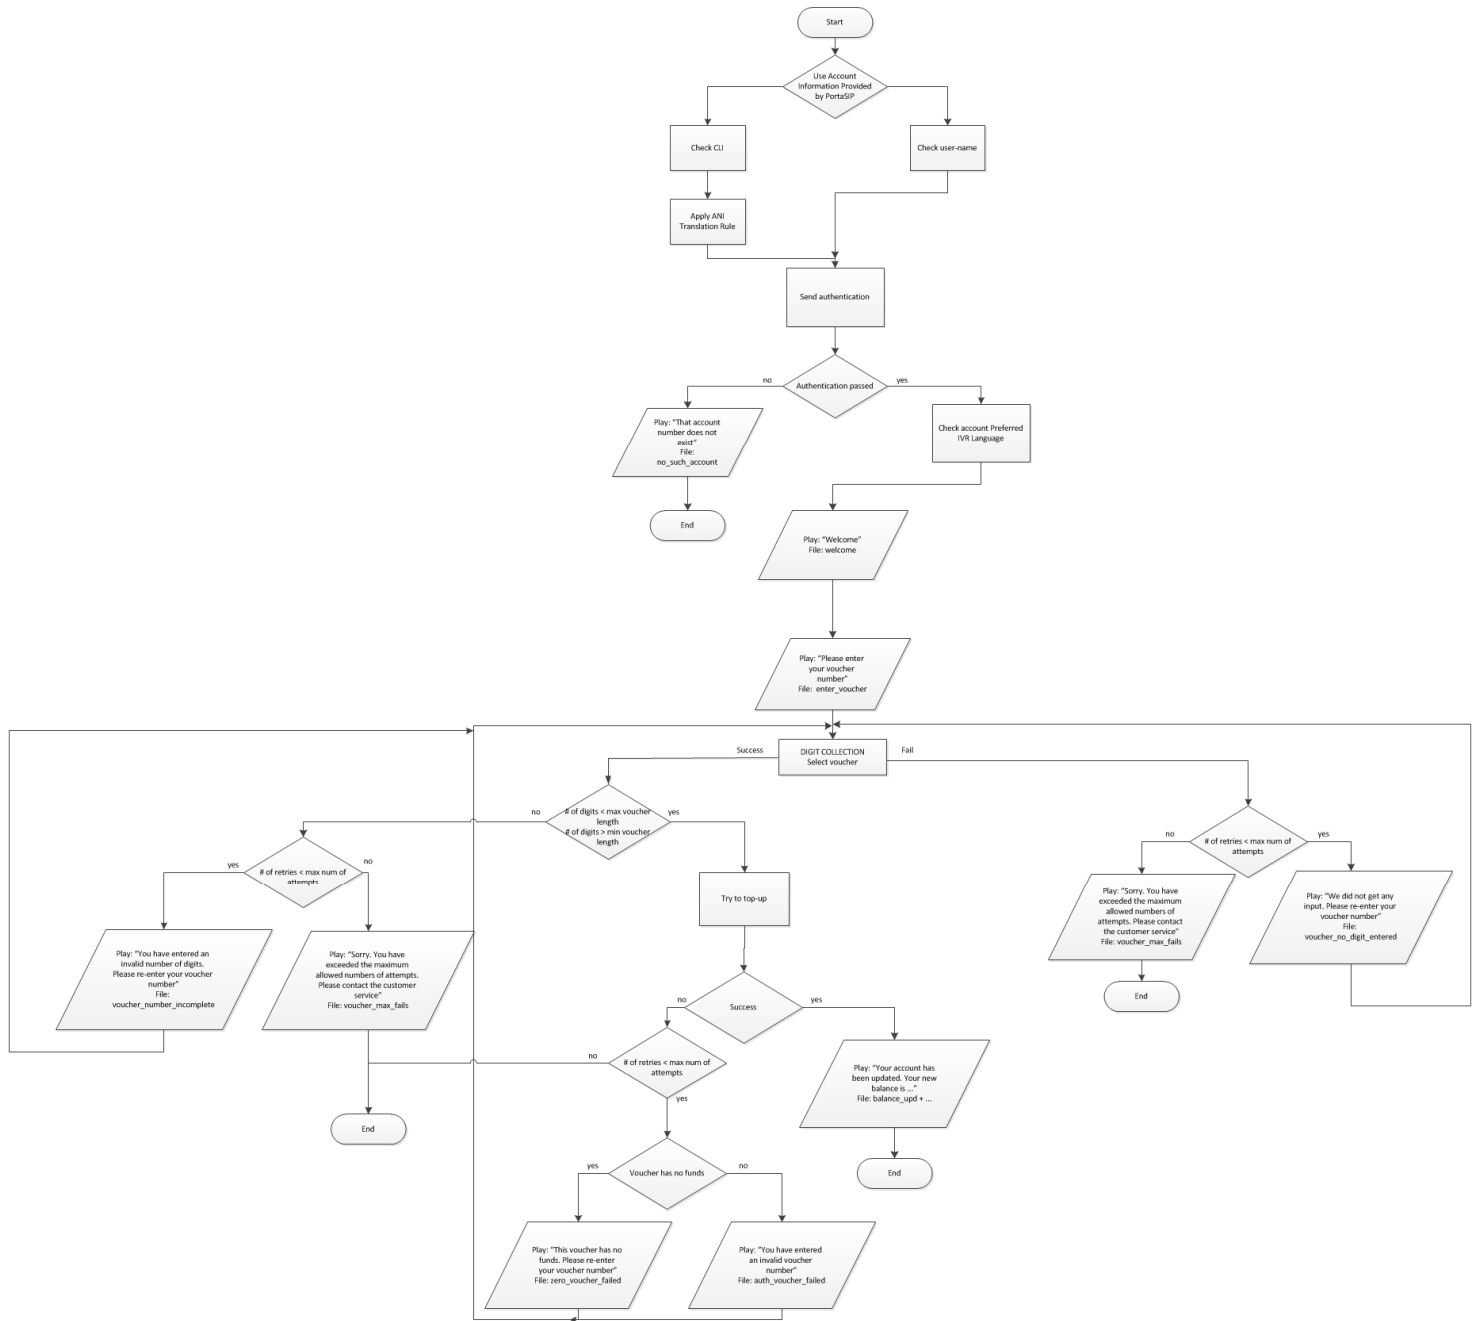 Start
Use Account
Information Provided
by PortaSIP
Check CLI
Check user-name
Apply ANI
Translation Rule
Send authentication
no
Authentication passed
yes
Play: "That account
number does not
exist"
File:
no_such_account
Check account Preferred
IVR Language
End
Play: "Welcome"
File: welcome
Play: "Please enter
your voucher
number"
File: enter_voucher
Success
DIGIT COLLECTION
Select voucher
Fail
no
# of digits < max voucher
length
# of digits > min voucher
length
yes
no
# of retries < max num of
attempts
yes
yes
# of retries < max num of
attempts
no
Try to top-up
Play: "Sorry. You have
exceeded the maximum
allowed numbers of
attempts. Please contact
the customer service"
File: voucher_max_fails
Play: "We did not get any
input. Please re-enter your
voucher number"
File:
voucher_no_digit_entered
Play: "You have entered an
invalid number of digits.
Please re-enter your voucher
number"
File:
voucher_number_incomplete
Play: "Sorry. You have
exceeded the maximum
allowed numbers of attempts.
Please contact the customer
service"
File: voucher_max_fails
End
no
Success
yes
no
# of retries < max num of
attempts
yes
Play: "Your account has
been updated. Your new
balance is ..."
File: balance_upd + ...
End
End
yes
Voucher has no funds
no
Play: "This voucher has no
funds. Please re-enter
your voucher number"
File: zero_voucher_failed
Play: "You have entered
an invalid voucher
number"
File: auth_voucher_failed